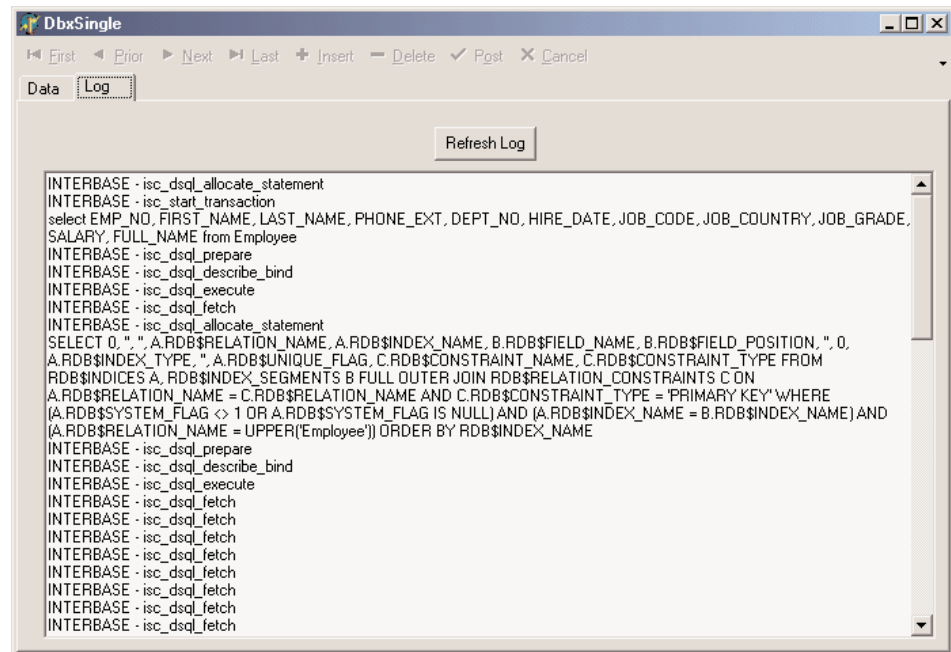 DbxSingle
First Prior Next Last Insert Delete Post Cancel
Data Log
Refresh Log
INTERBASE - isc_dsql_allocate_statement
INTERBASE - isc_start_transaction
select EMP_NO, FIRST_NAME, LAST_NAME, PHONE_EXT, DEPT_NO, HIRE_DATE, JOB_CODE, JOB_COUNTRY, JOB_GRADE,
SALARY, FULL_NAME from Employee
INTERBASE - isc_dsql_prepare
INTERBASE - isc_dsql_describe_bind
INTERBASE - isc_dsql_execute
INTERBASE - isc_dsql_fetch
INTERBASE - isc_dsql_allocate_statement
SELECT 0, '', '', A.RDB$RELATION_NAME, A.RDB$INDEX_NAME, B.RDB$FIELD_NAME, B.RDB$FIELD_POSITION, '', 0,
A.RDB$INDEX_TYPE, '', A.RDB$UNIQUE_FLAG, C.RDB$CONSTRAINT_NAME, C.RDB$CONSTRAINT_TYPE FROM
RDB$INDICES A, RDB$INDEX_SEGMENTS B FULL OUTER JOIN RDB$RELATION_CONSTRAINTS C ON
A.RDB$RELATION_NAME = C.RDB$RELATION_NAME AND C.RDB$CONSTRAINT_TYPE = 'PRIMARY KEY' WHERE
(A.RDB$SYSTEM_FLAG <> 1 OR A.RDB$SYSTEM_FLAG IS NULL) AND (A.RDB$INDEX_NAME = B.RDB$INDEX_NAME) AND
(A.RDB$RELATION_NAME = UPPER('Employee')) ORDER BY RDB$INDEX_NAME
INTERBASE - isc_dsql_prepare
INTERBASE - isc_dsql_describe_bind
INTERBASE - isc_dsql_execute
INTERBASE - isc_dsql_fetch
INTERBASE - isc_dsql_fetch
INTERBASE - isc_dsql_fetch
INTERBASE - isc_dsql_fetch
INTERBASE - isc_dsql_fetch
INTERBASE - isc_dsql_fetch
INTERBASE - isc_dsql_fetch
INTERBASE - isc_dsql_fetch